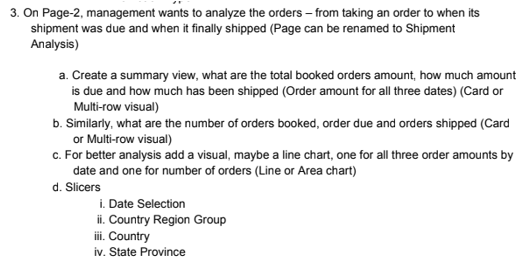 3. On Page-2, management wants to analyze the orders – from taking an order to when its
shipment was due and when it finally shipped (Page can be renamed to Shipment
Analysis)
a. Create a summary view, what are the total booked orders amount, how much amount
is due and how much has been shipped (Order amount for all three dates) (Card or
Multi-row visual)
b. Similarly, what are the number of orders booked, order due and orders shipped (Card
or Multi-row visual)
c. For better analysis add a visual, maybe a line chart, one for all three order amounts by
date and one for number of orders (Line or Area chart)
d. Slicers
i. Date Selection
ii. Country Region Group
iii. Country
iv. State Province